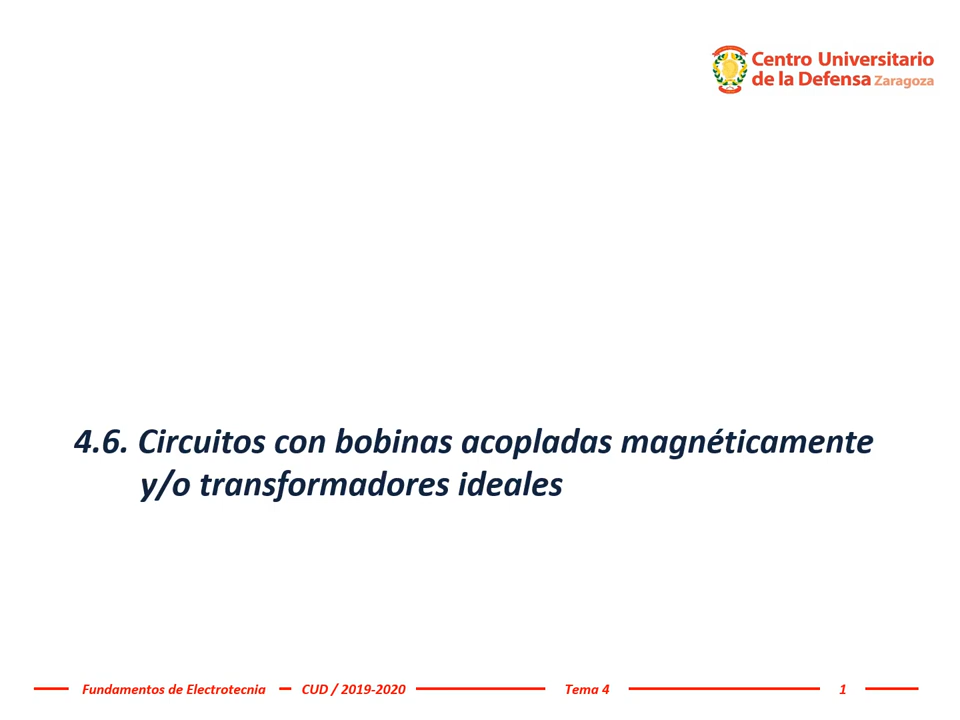 Centro Universitario
de la Defensa Zaragoza
4.6. Circuitos con bobinas acopladas magnéticamente
y/o transformadores ideales
Fundamentos de Electrotecnia CUD / 2019-2020 Tema 4 1